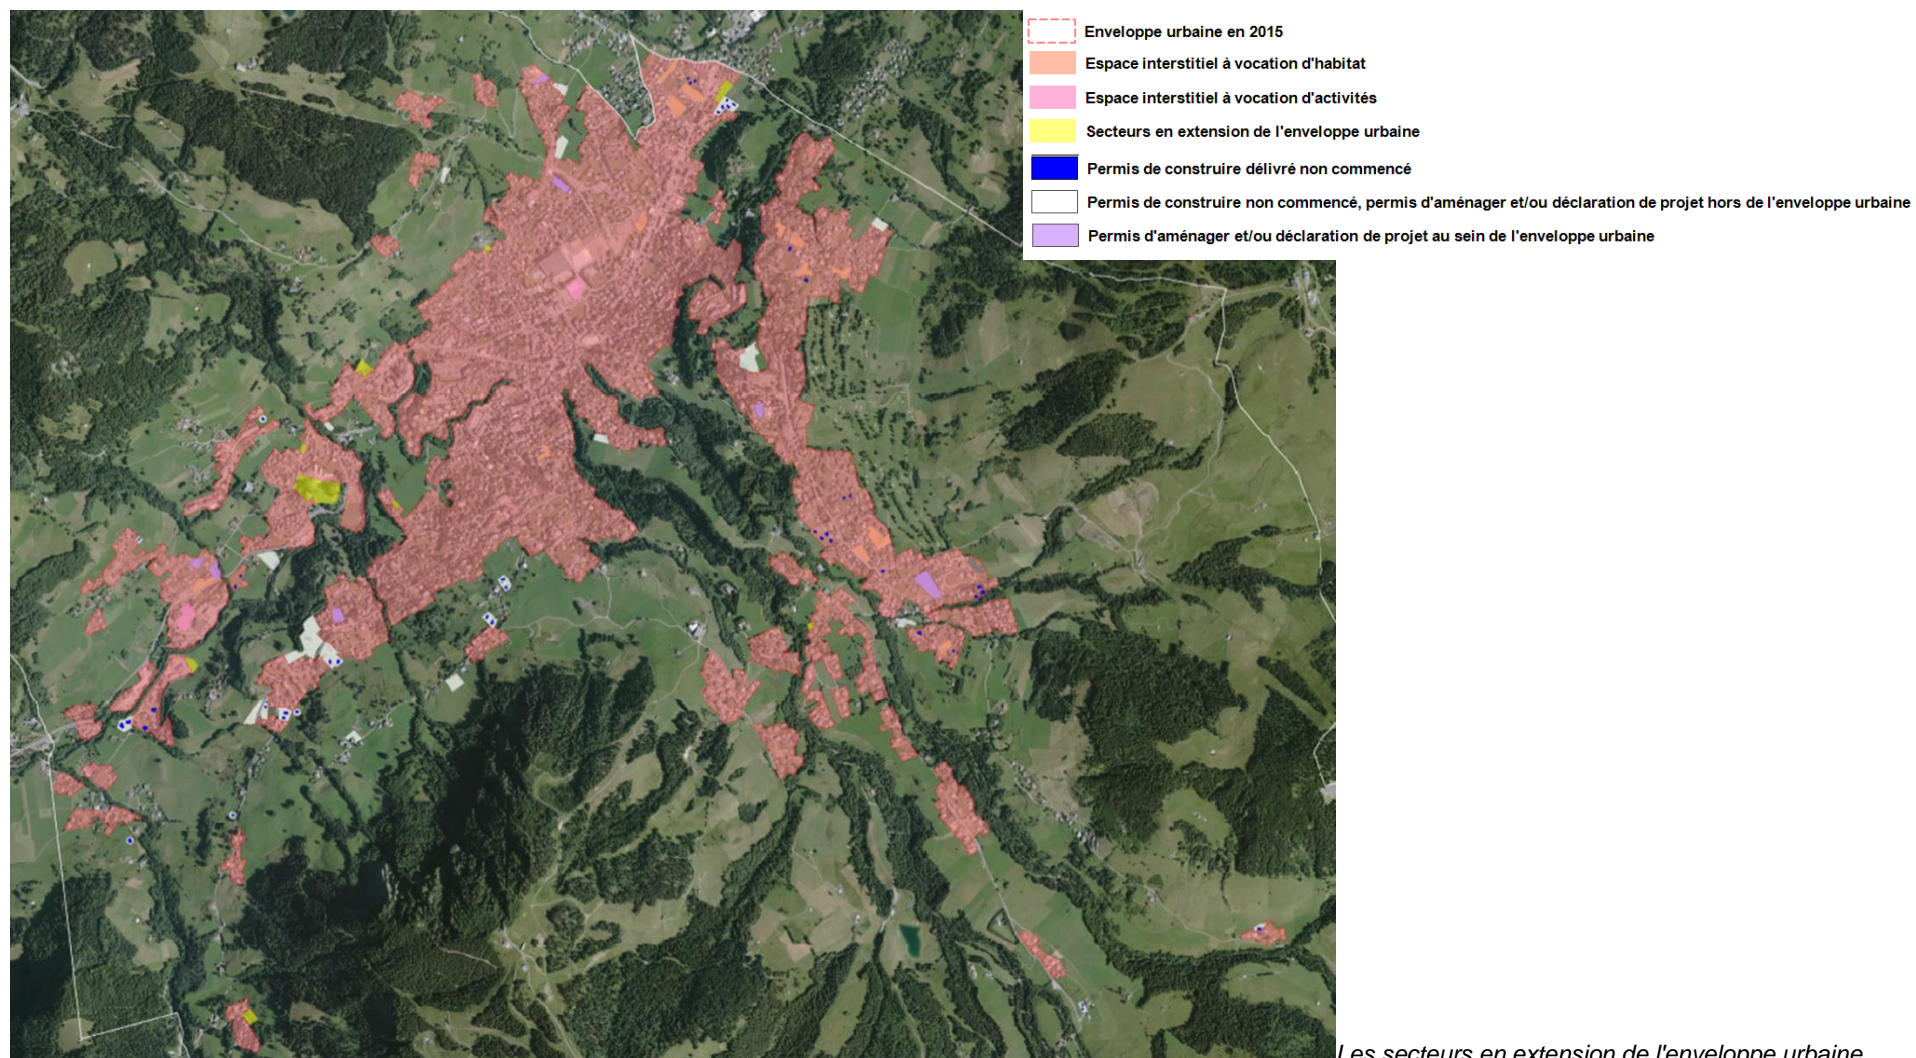 Enveloppe urbaine en 2015
Espace interstitiel à vocation d'habitat
Espace interstitiel à vocation d'activités
Secteurs en extension de l'enveloppe urbaine
Permis de construire délivré non commencé
Permis de construire non commencé, permis d'aménager et/ou déclaration de projet hors de l'enveloppe urbaine
Permis d'aménager et/ou déclaration de projet au sein de l'enveloppe urbaine
Les secteurs en extension de l'enveloppe urbaine